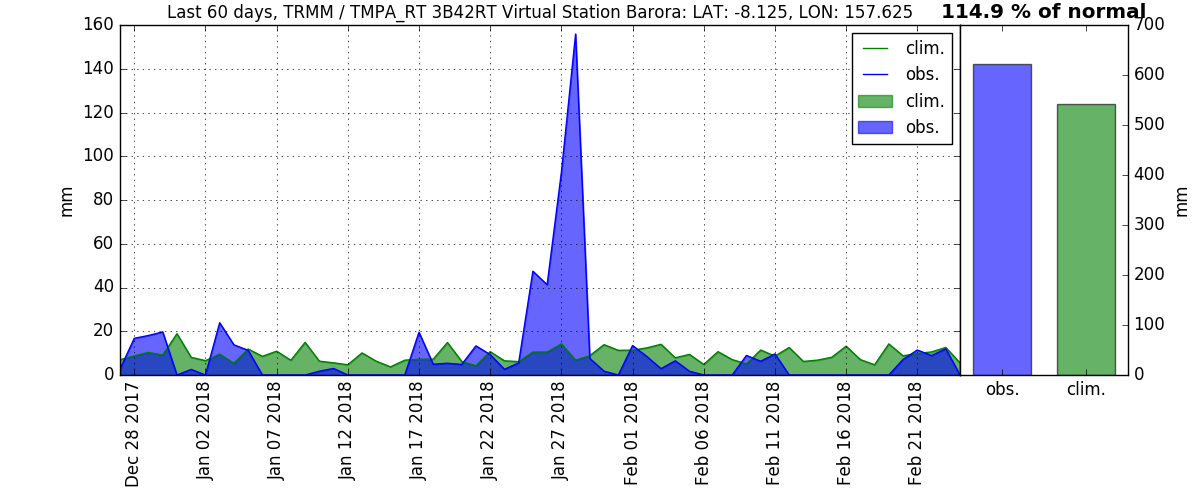 Last 60 days, TRMM / TMPA_RT 3B42RT Virtual Station Barora: LAT: -8.125, LON: 157.625
114.9 % of normal
160
140
120
100
80
60
40
20
0
mm
clim.
obs.
clim.
obs.
700
600
500
400
300
200
100
0
mm
Dec 28 2017
Jan 02 2018
Jan 07 2018
Jan 12 2018
Jan 17 2018
Jan 22 2018
Jan 27 2018
Feb 01 2018
Feb 06 2018
Feb 11 2018
Feb 16 2018
Feb 21 2018
obs.
clim.